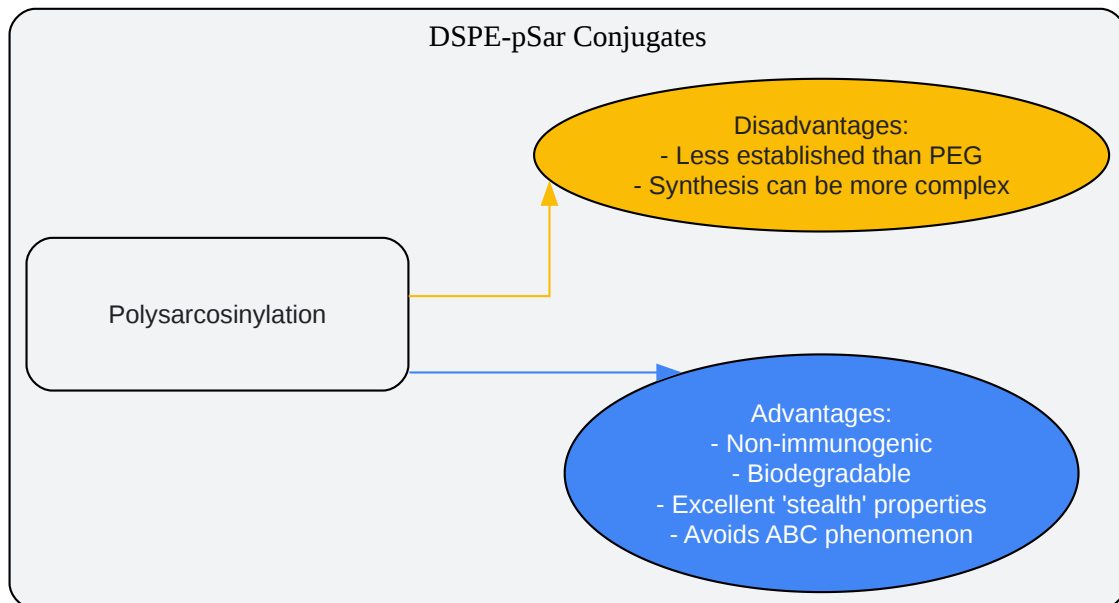 DSPE-pSar Conjugates
Polysarcosinylation
Disadvantages:
- Less established than PEG
- Synthesis can be more complex
Advantages:
- Non-immunogenic
- Biodegradable
- Excellent 'stealth' properties
- Avoids ABC phenomenon